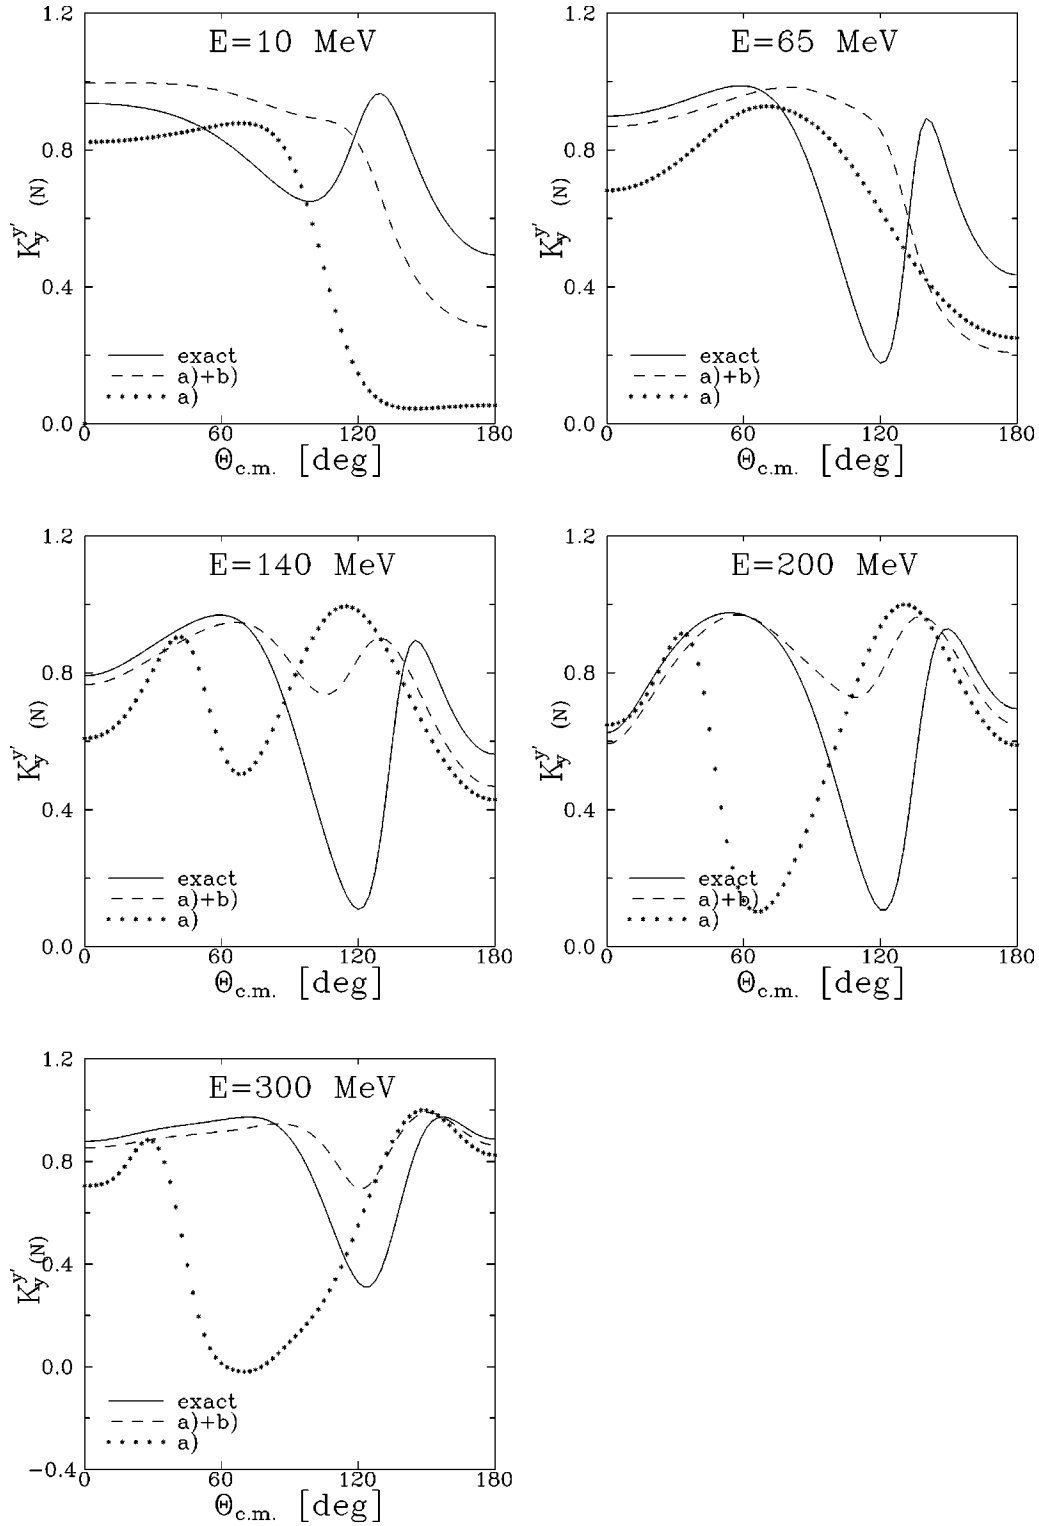 E=10 MeV
1.2
0.8
0.4
0.0
K_y^y' (N)
exact
a)+b)
a)
0 60 120 180
Θc.m. [deg]
E=65 MeV
1.2
0.8
0.4
0.0
K_y^y' (N)
exact
a)+b)
a)
0 60 120 180
Θc.m. [deg]
E=140 MeV
1.2
0.8
0.4
0.0
K_y^y' (N)
exact
a)+b)
a)
0 60 120 180
Θc.m. [deg]
E=200 MeV
1.2
0.8
0.4
0.0
K_y^y' (N)
exact
a)+b)
a)
0 60 120 180
Θc.m. [deg]
E=300 MeV
1.2
0.8
0.4
0.0
−0.4
K_y^y' (N)
exact
a)+b)
a)
0 60 120 180
Θc.m. [deg]